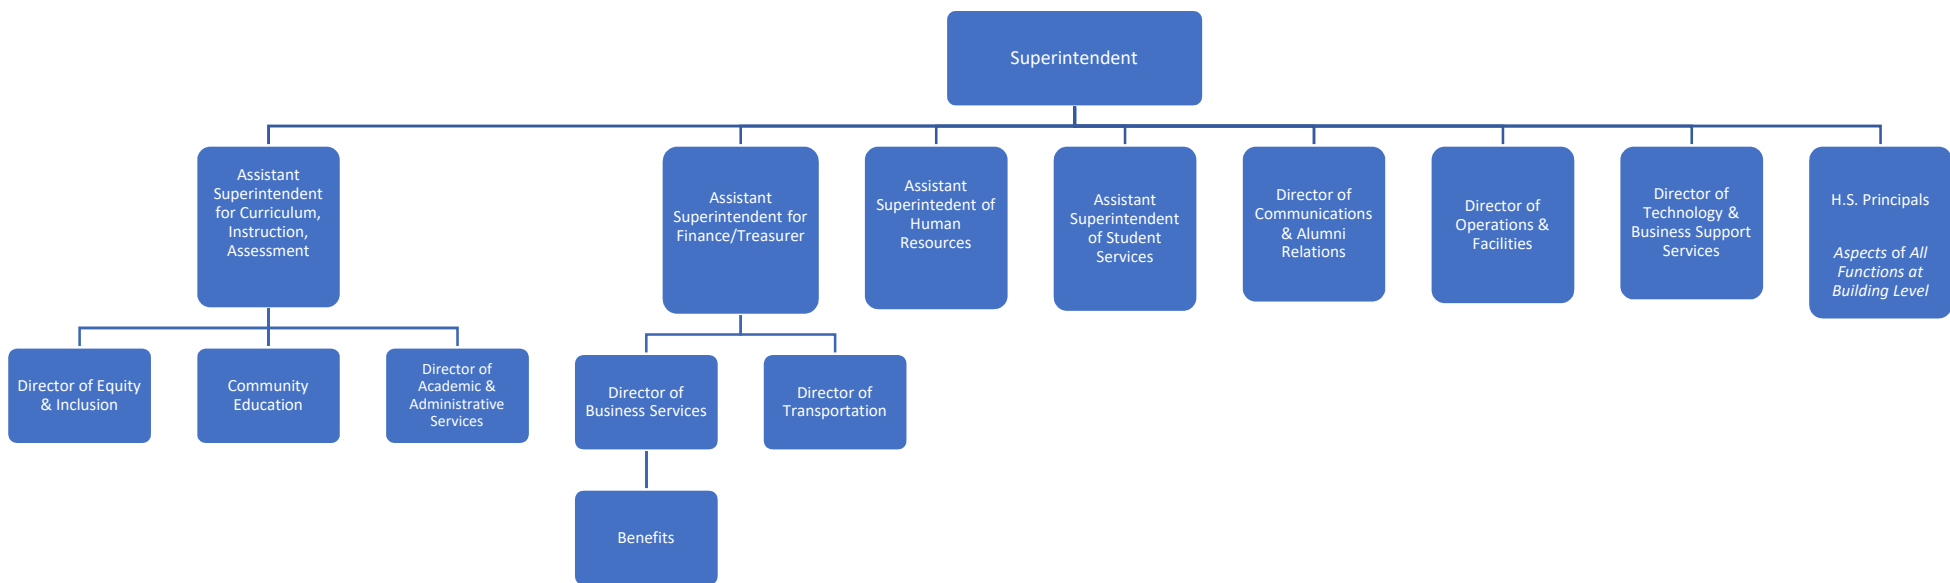 Superintendent
Assistant
Superintendent
for Curriculum,
Instruction,
Assessment
Assistant
Superintendent for
Finance/Treasurer
Assistant
Superintedent of
Human
Resources
Assistant
Superintendent
of Student
Services
Director of
Communications
& Alumni
Relations
Director of
Operations &
Facilities
Director of
Technology &
Business Support
Services
H.S. Principals
Aspects of All
Functions at
Building Level
Director of Equity
& Inclusion
Community
Education
Director of
Academic &
Administrative
Services
Director of
Business Services
Director of
Transportation
Benefits